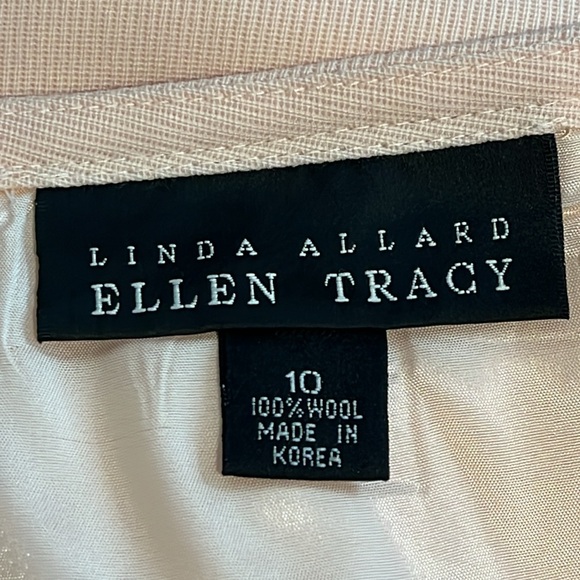 LINDA ALLARD
ELLEN TRACY
10
100% WOOL
MADE IN
KOREA